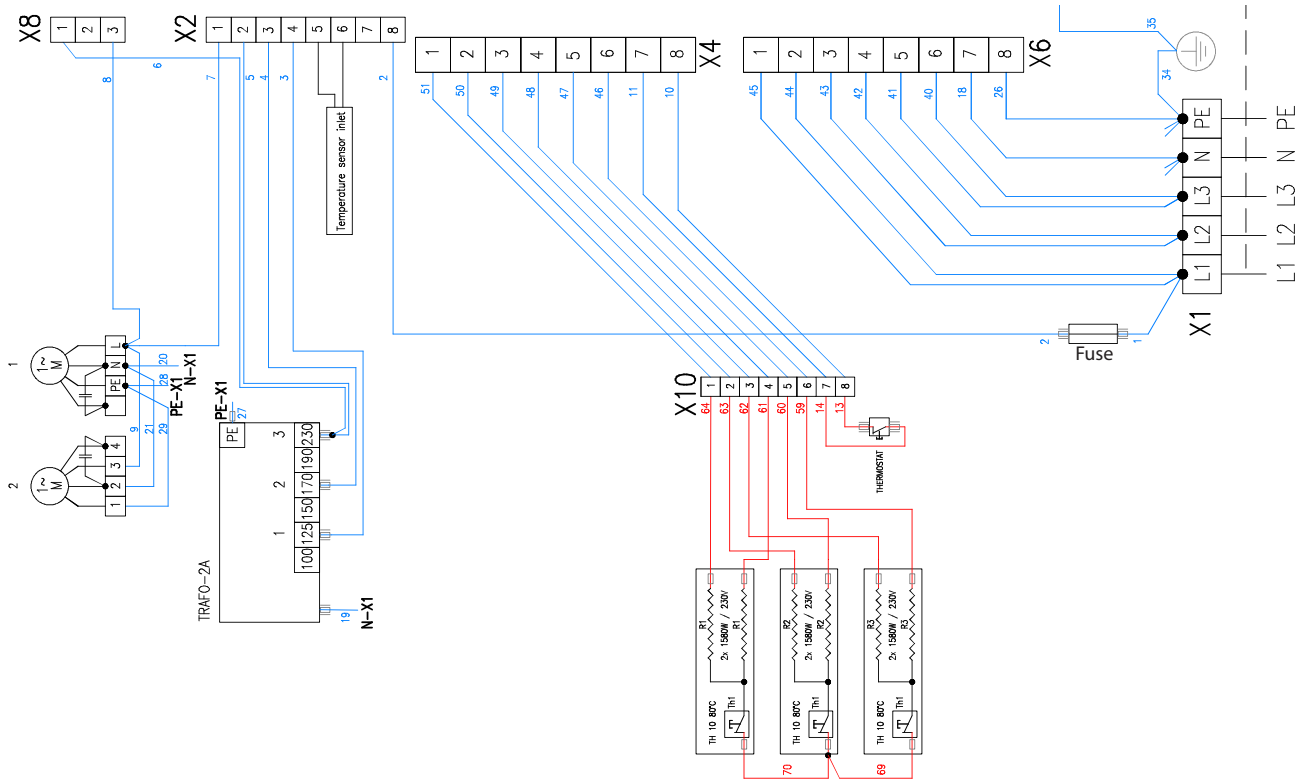 X8
1
2
3
X2
1
2
3
4
5
6
7
8
X4
1
2
3
4
5
6
7
8
X6
1
2
3
4
5
6
7
8
35
34
8
6
7
5
4
3
2
51
50
49
48
47
46
11
10
45
44
43
42
41
40
18
26
Temperature sensor inlet
X1
L1
L2
L3
N
PE
L1
L2
L3
N
PE
2
Fuse
1
1
1~
M
PE
N
L
20
28
N-X1
PE-X1
9
21
29
2
1~
M
1
2
3
4
PE-X1
27
PE
TRAFO-2A
1
2
3
100
125
150
170
190
230
19
N-X1
X10
1
2
3
4
5
6
7
8
64
63
62
61
60
59
14
13
THERMOSTAT
R1
2x 1580W / 230V
R1
TH 10 80°C
Th1
R2
2x 1580W / 230V
R2
TH 10 80°C
Th1
R3
2x 1580W / 230V
R3
TH 10 80°C
Th1
70
69